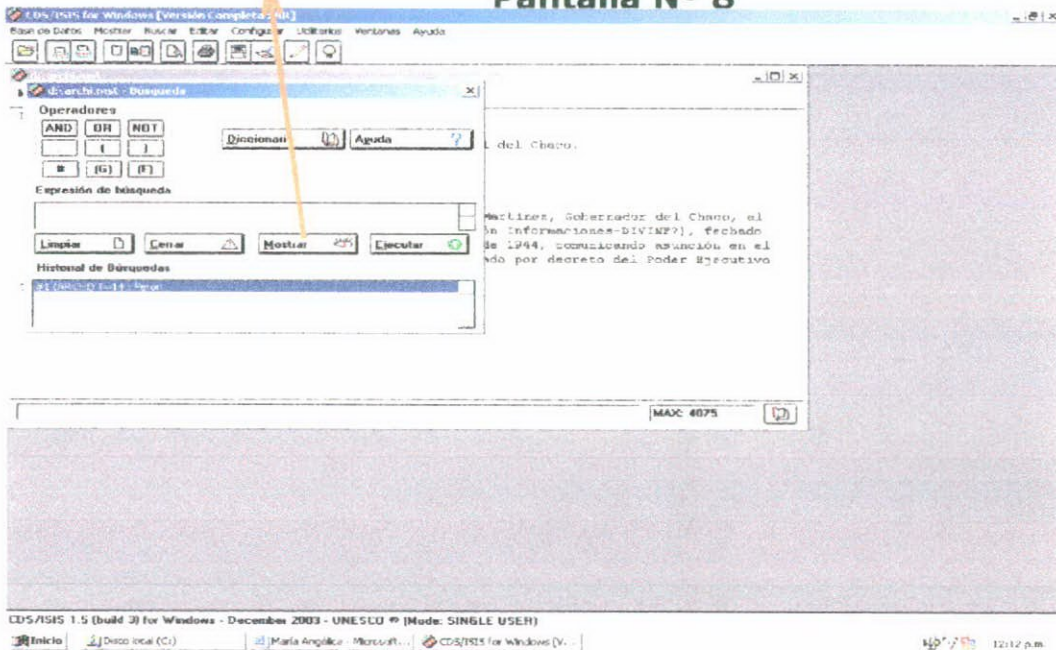 Pantalla N° 8
CDS/ISIS for Windows [Versión Completa
Base de Datos Mostrar Buscar Editar Configurar Utilitarios Ventanas Ayuda
- Búsqueda
Operadores
AND OR NOT
( )
# (G) (F)
Diccionari Ayuda ?
l del Chaco.
Expresión de búsqueda
Martinez, Gobernador del Chaco, al
Informaciones-DIVINF?], fechado
de 1944, comunicando asunción en el
por decreto del Poder Ejecutivo
Limpiar Cerrar Mostrar Ejecutar
Historial de Búsquedas
MAX: 4075
CDS/ISIS 1.5 (build 3) for Windows - December 2003 - UNESCO © [Mode: SINGLE USER]
Inicio Disco local (C:) María Angélica - Microsoft... CDS/ISIS for Windows (V... 12:12 p.m.